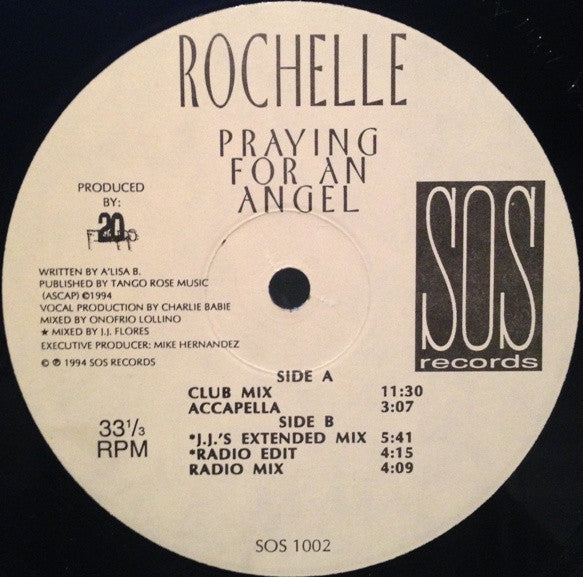 ROCHELLE
PRAYING
FOR AN
ANGEL
PRODUCED
BY:
20
WRITTEN BY A'LISA B.
PUBLISHED BY TANGO ROSE MUSIC
(ASCAP) ©1994
VOCAL PRODUCTION BY CHARLIE BABIE
MIXED BY ONOFRIO LOLLINO
★ MIXED BY J.J. FLORES
EXECUTIVE PRODUCER: MIKE HERNANDEZ
© ℗ 1994 SOS RECORDS
SOS
records
SIDE A
CLUB MIX 11:30
ACCAPELLA 3:07
SIDE B
*J.J.'S EXTENDED MIX 5:41
*RADIO EDIT 4:15
RADIO MIX 4:09
33 1/3
RPM
SOS 1002